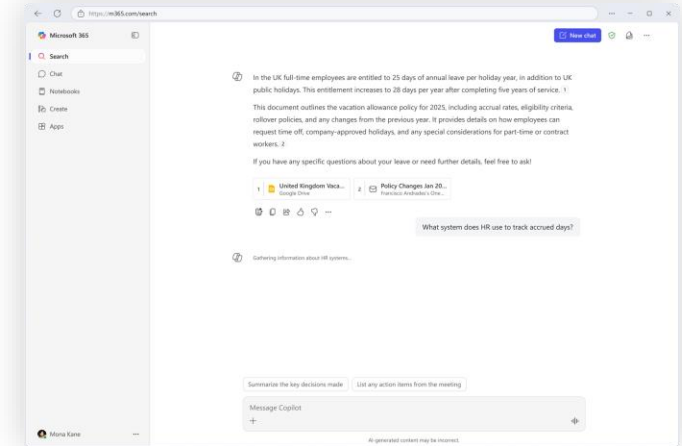 https://m365.com/search
Microsoft 365
New chat
Search
Chat
Notebooks
Create
Apps
In the UK full-time employees are entitled to 25 days of annual leave per holiday year, in addition to UK
public holidays. This entitlement increases to 28 days per year after completing five years of service. 1
This document outlines the vacation allowance policy for 2025, including accrual rates, eligibility criteria,
rollover policies, and any changes from the previous year. It provides details on how employees can
request time off, company-approved holidays, and any special considerations for part-time or contract
workers. 2
If you have any specific questions about your leave or need further details, feel free to ask!
1 United Kingdom Vaca...
Google Drive
2 Policy Changes Jan 20...
What system does HR use to track accrued days?
Gathering information about HR systems...
Summarize the key decisions made
List any action items from the meeting
Message Copilot
Mona Kane
AI-generated content may be incorrect